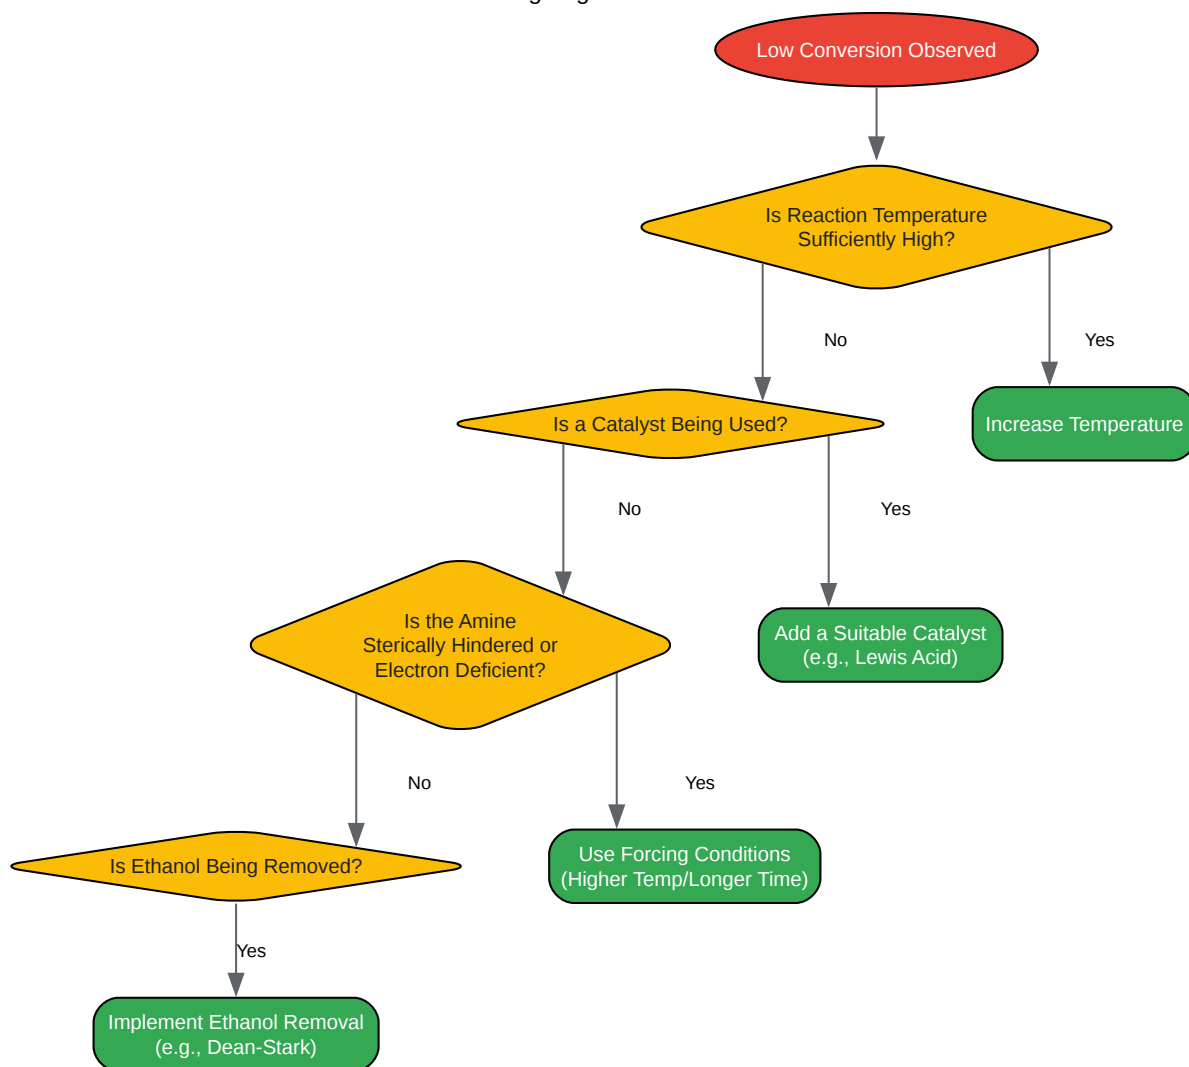 Low Conversion Observed
Is Reaction Temperature
Sufficiently High?
No
Yes
Is a Catalyst Being Used?
Increase Temperature
No
Yes
Is the Amine
Sterically Hindered or
Electron Deficient?
Add a Suitable Catalyst
(e.g., Lewis Acid)
No
Yes
Is Ethanol Being Removed?
Use Forcing Conditions
(Higher Temp/Longer Time)
Yes
Implement Ethanol Removal
(e.g., Dean-Stark)